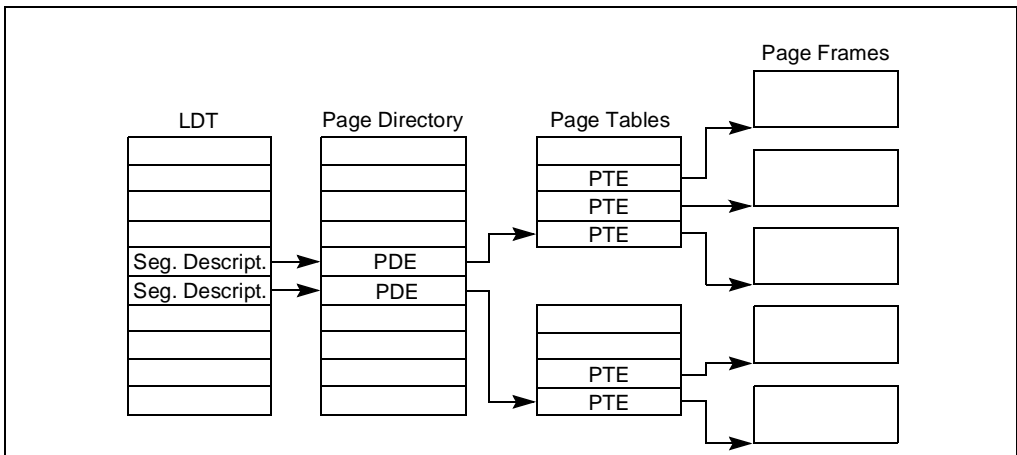 Page Frames
LDT
Page Directory
Page Tables
PTE
PTE
PTE
Seg. Descript.
PDE
Seg. Descript.
PDE
PTE
PTE